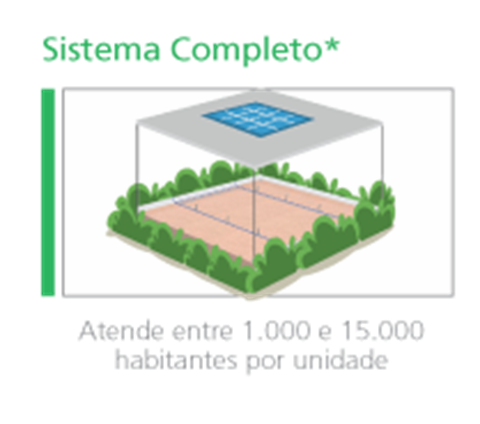 Sistema Completo*
Atende entre 1.000 e 15.000
habitantes por unidade